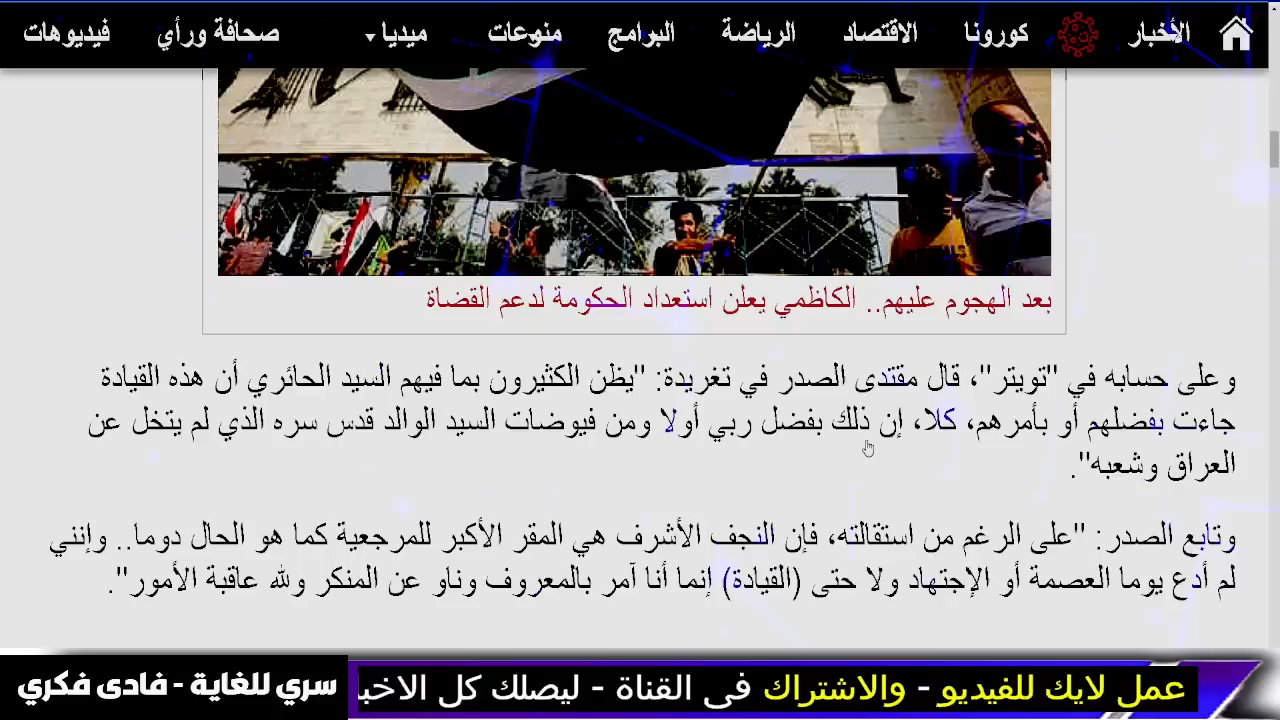 الأخبار
كورونا
الاقتصاد
الرياضة
البرامج
منوعات
ميديا
صحافة ورأي
فيديوهات
بعد الهجوم عليهم.. الكاظمي يعلن استعداد الحكومة لدعم القضاة
وعلى حسابه في "تويتر"، قال مقتدى الصدر في تغريدة: "يظن الكثيرون بما فيهم السيد الحائري أن هذه القيادة
جاءت بفضلهم أو بأمرهم، كلا، إن ذلك بفضل ربي أولا ومن فيوضات السيد الوالد قدس سره الذي لم يتخل عن
العراق وشعبه".
وتابع الصدر: "على الرغم من استقالته، فإن النجف الأشرف هي المقر الأكبر للمرجعية كما هو الحال دوما.. وإنني
لم أدع يوما العصمة أو الإجتهاد ولا حتى (القيادة) إنما أنا آمر بالمعروف وناو عن المنكر ولله عاقبة الأمور".
عمل لايك للفيديو - والاشتراك فى القناة - ليصلك كل الاخبا
سري للغاية - فادى فكري